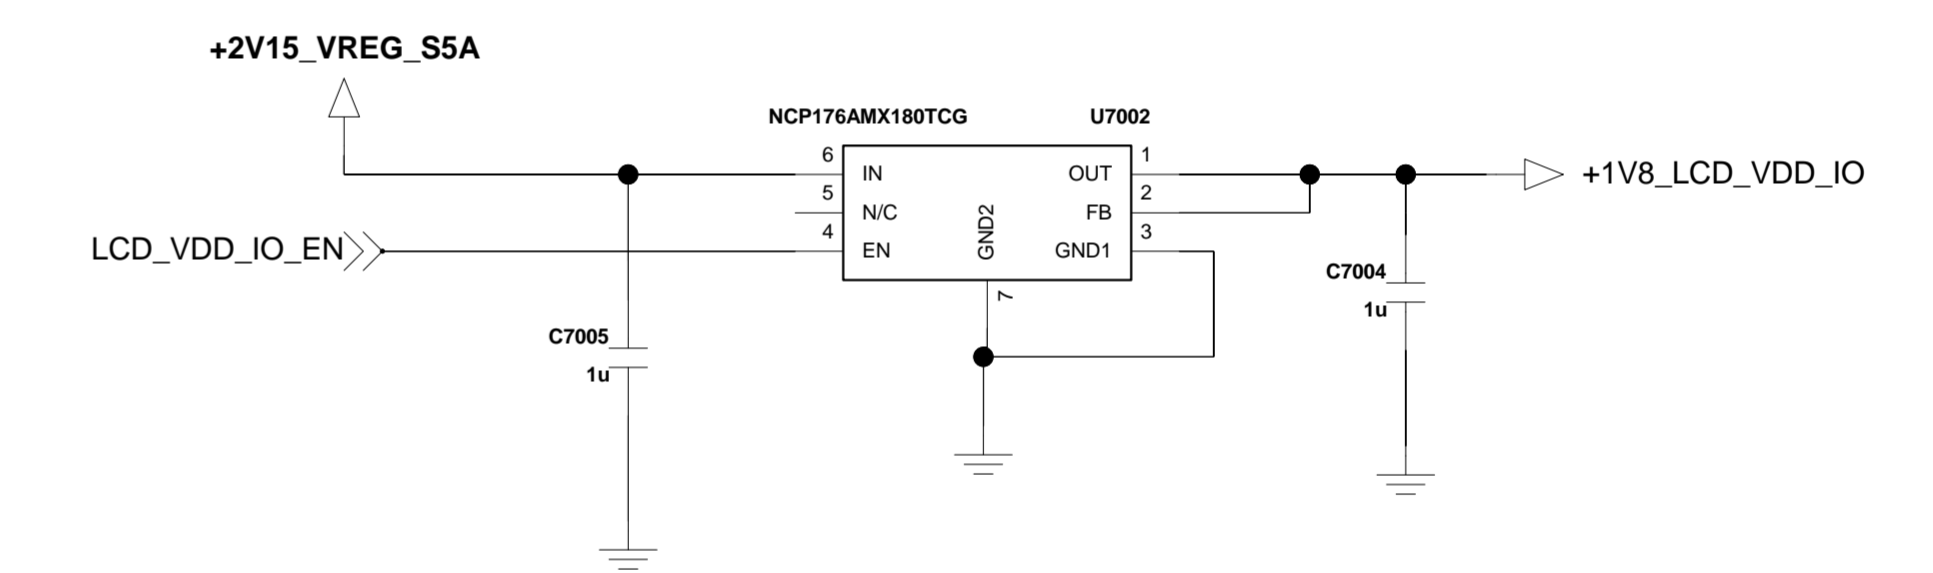 +2V15_VREG_S5A
NCP176AMX180TCG U7002
6 IN OUT 1
+1V8_LCD_VDD_IO
5 N/C FB 2
GND2
LCD_VDD_IO_EN
4 EN GND1 3
7
C7004
1u
C7005
1u